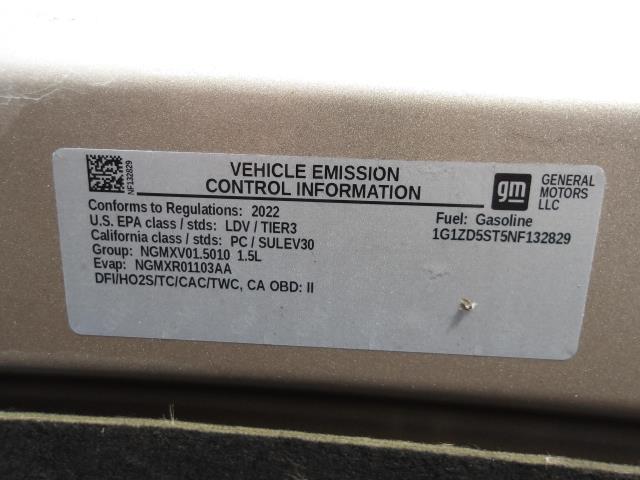 NF132829
VEHICLE EMISSION
CONTROL INFORMATION
gm
GENERAL
MOTORS
LLC
Conforms to Regulations: 2022
U.S. EPA class / stds: LDV / TIER3
California class / stds: PC / SULEV30
Group: NGMXV01.5010 1.5L
Evap: NGMXR01103AA
DFI/HO2S/TC/CAC/TWC, CA OBD: II
Fuel: Gasoline
1G1ZD5ST5NF132829